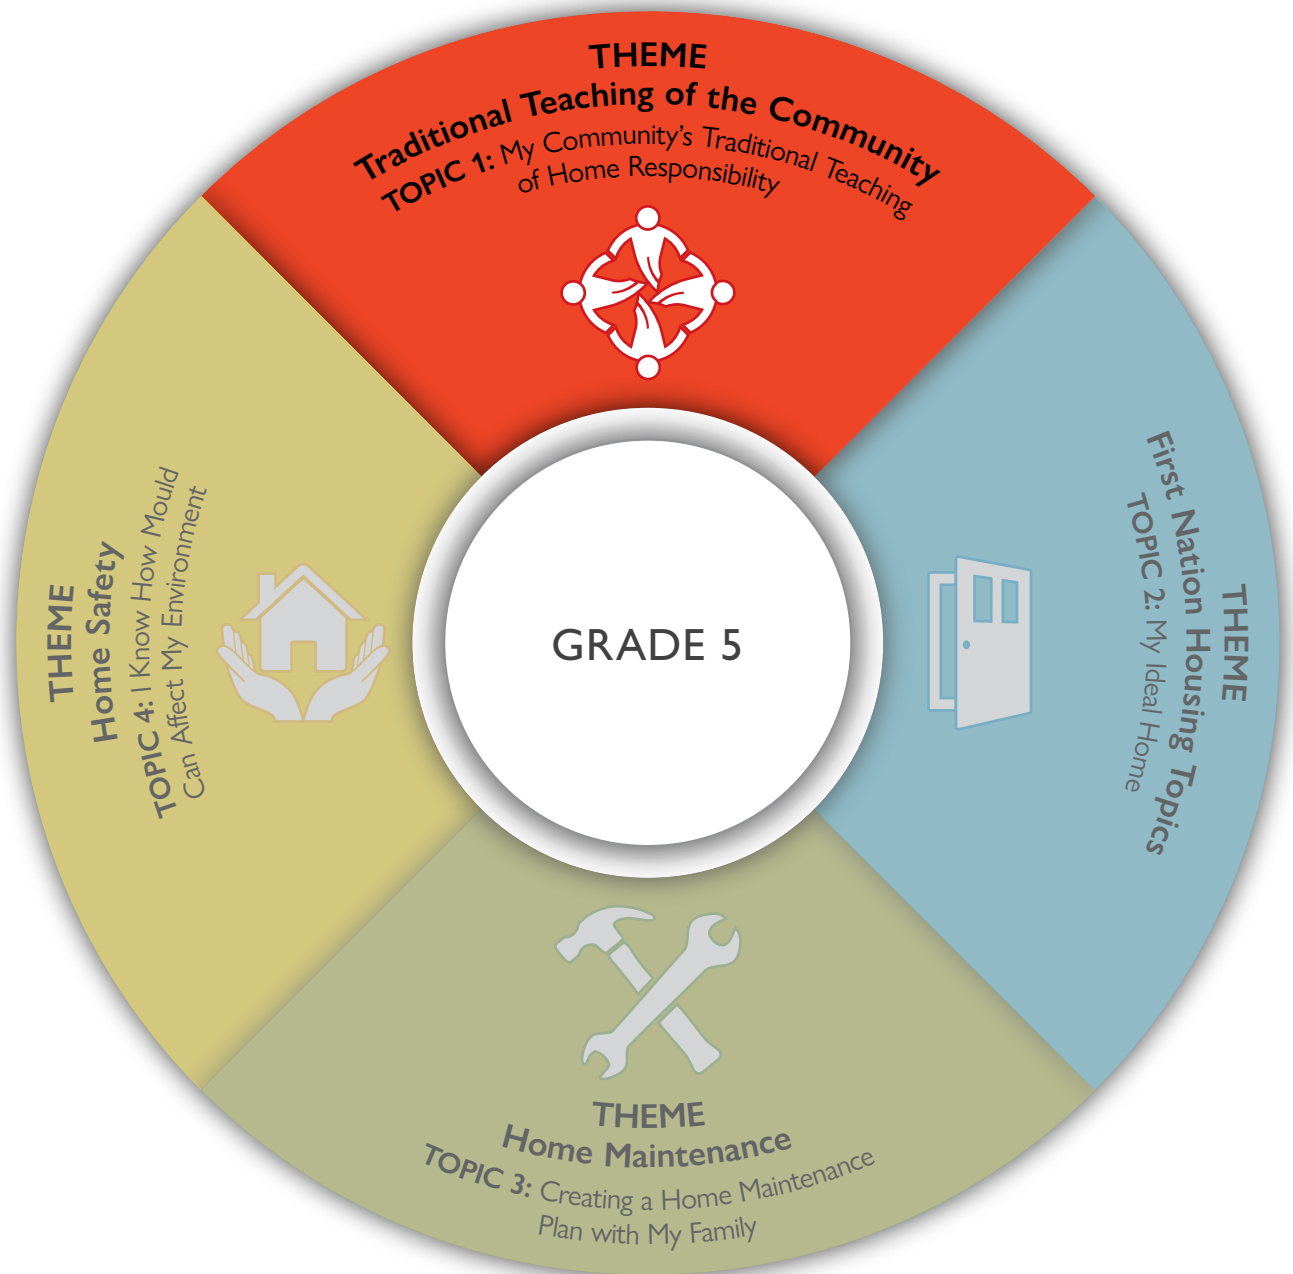 THEME
Traditional Teaching of the Community
TOPIC 1: My Community's Traditional Teaching
of Home Responsibility
THEME
First Nation Housing Topics
TOPIC 2: My Ideal Home
THEME
Home Maintenance
TOPIC 3: Creating a Home Maintenance
Plan with My Family
THEME
Home Safety
TOPIC 4: I Know How Mould
Can Affect My Environment
GRADE 5